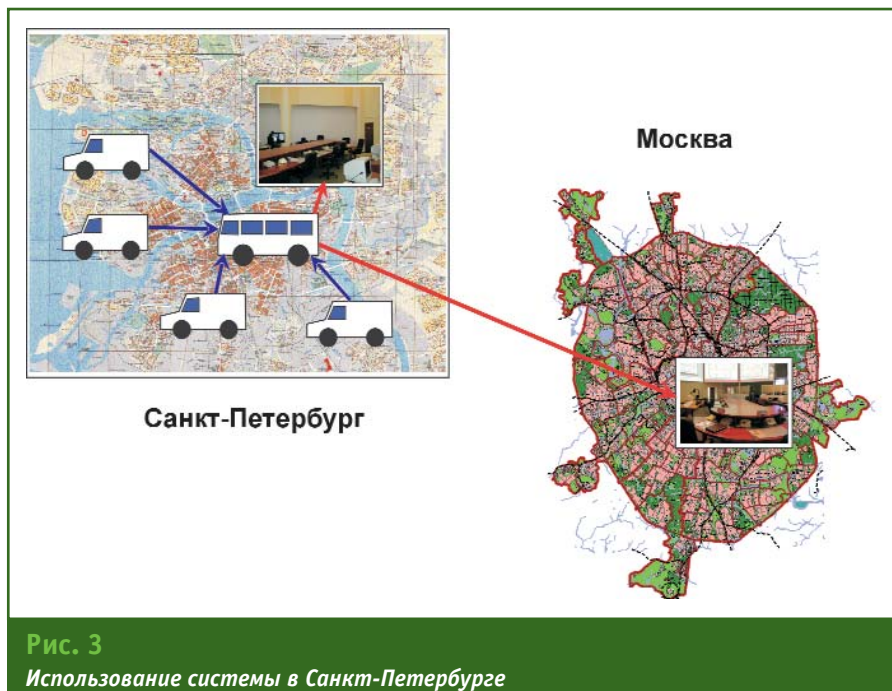 Москва
Санкт-Петербург
Рис. 3
Использование системы в Санкт-Петербурге